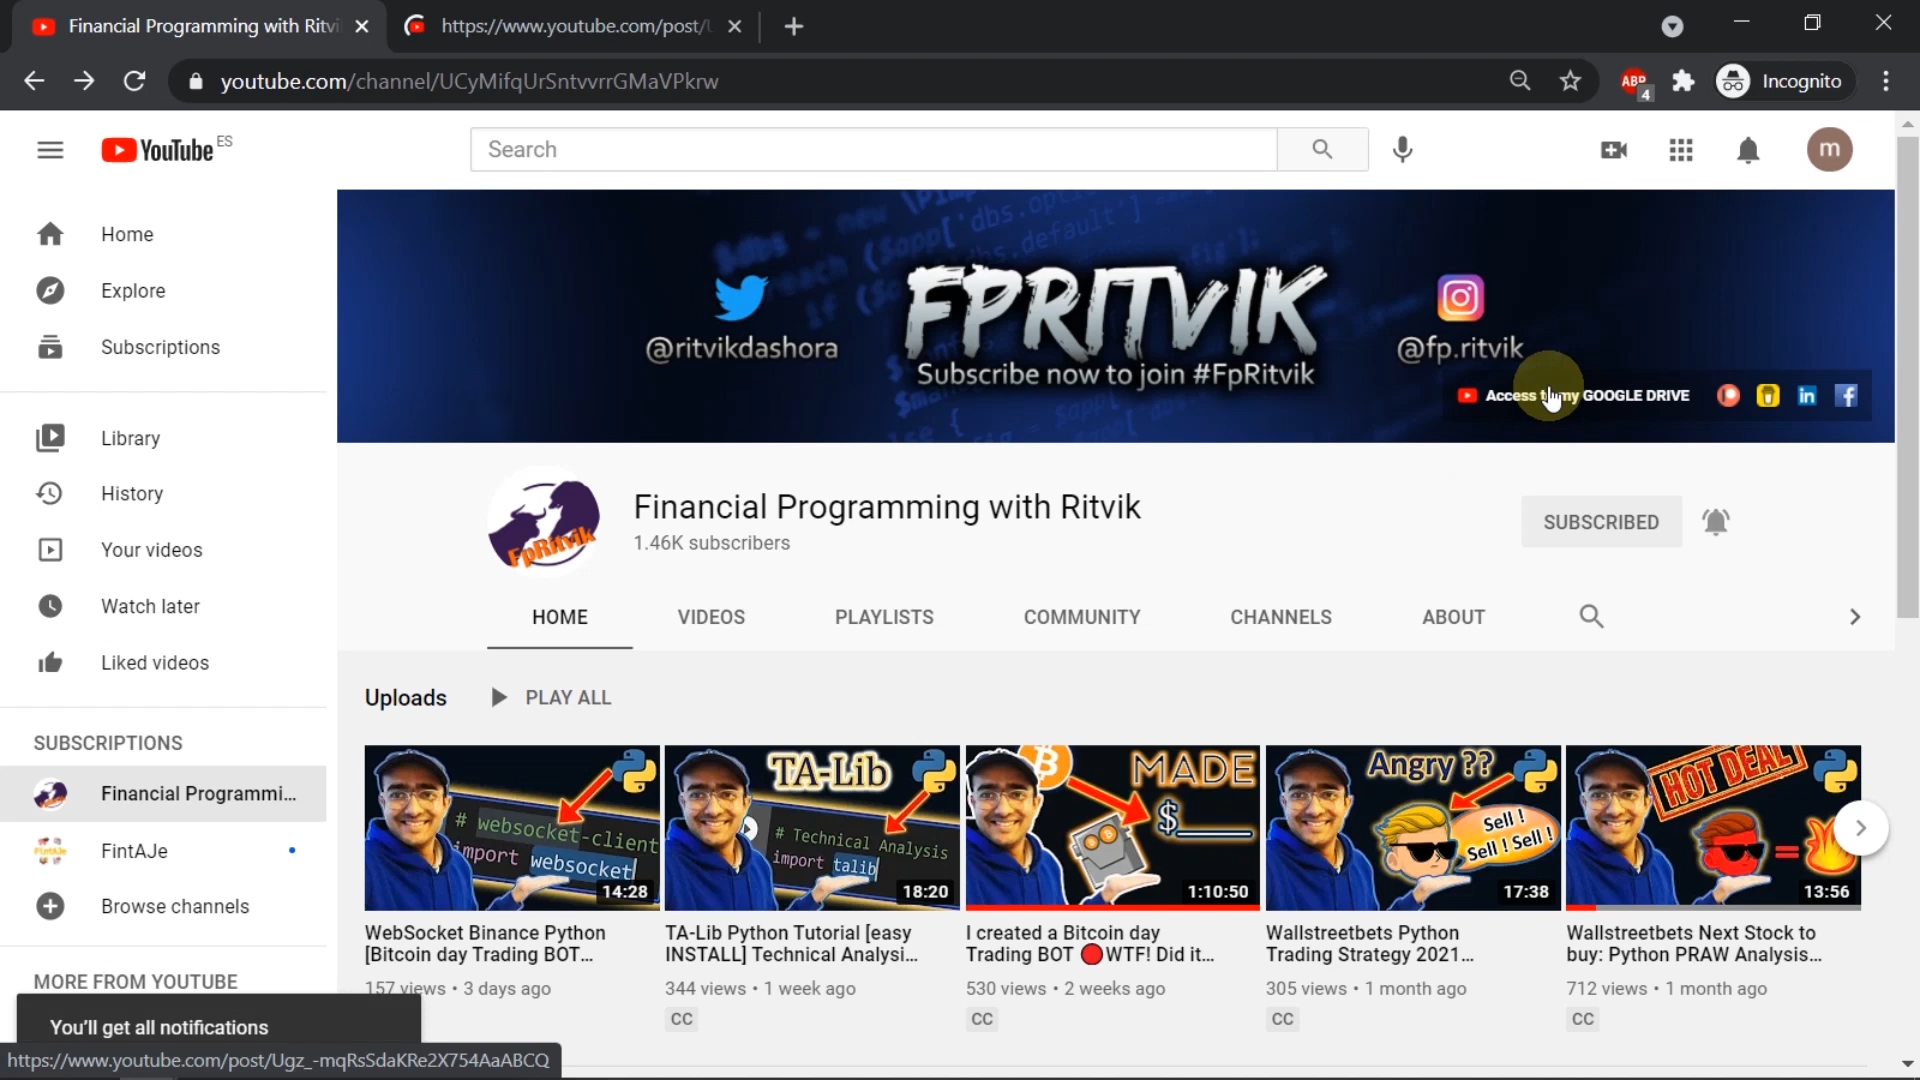 Financial Programming with Ritvi
https://www.youtube.com/post/U
youtube.com/channel/UCyMifqUrSntvvrrGMaVPkrw
ABP
4
Incognito
YouTube ES
Search
m
Home
Explore
Subscriptions
Library
History
Your videos
Watch later
Liked videos
SUBSCRIPTIONS
Financial Programmi...
FintAJe
Browse channels
MORE FROM YOUTUBE
You'll get all notifications
https://www.youtube.com/post/Ugz_-mqRsSdaKRe2X754AaABCQ
@ritvikdashora
FPRITVIK
Subscribe now to join #FpRitvik
@fp.ritvik
Access to my GOOGLE DRIVE
FpRitvik
Financial Programming with Ritvik
1.46K subscribers
SUBSCRIBED
HOME VIDEOS PLAYLISTS COMMUNITY CHANNELS ABOUT
Uploads PLAY ALL
# websocket-client
import websocket
14:28
WebSocket Binance Python
[Bitcoin day Trading BOT...
157 views • 3 days ago
TA-Lib
# Technical Analysis
import talib
18:20
TA-Lib Python Tutorial [easy
INSTALL] Technical Analysi...
344 views • 1 week ago
CC
MADE
$____
1:10:50
I created a Bitcoin day
Trading BOT 🔴WTF! Did it...
530 views • 2 weeks ago
CC
Angry ??
Sell !
Sell ! Sell !
17:38
Wallstreetbets Python
Trading Strategy 2021...
305 views • 1 month ago
CC
HOT DEAL
=
13:56
Wallstreetbets Next Stock to
buy: Python PRAW Analysis...
712 views • 1 month ago
CC